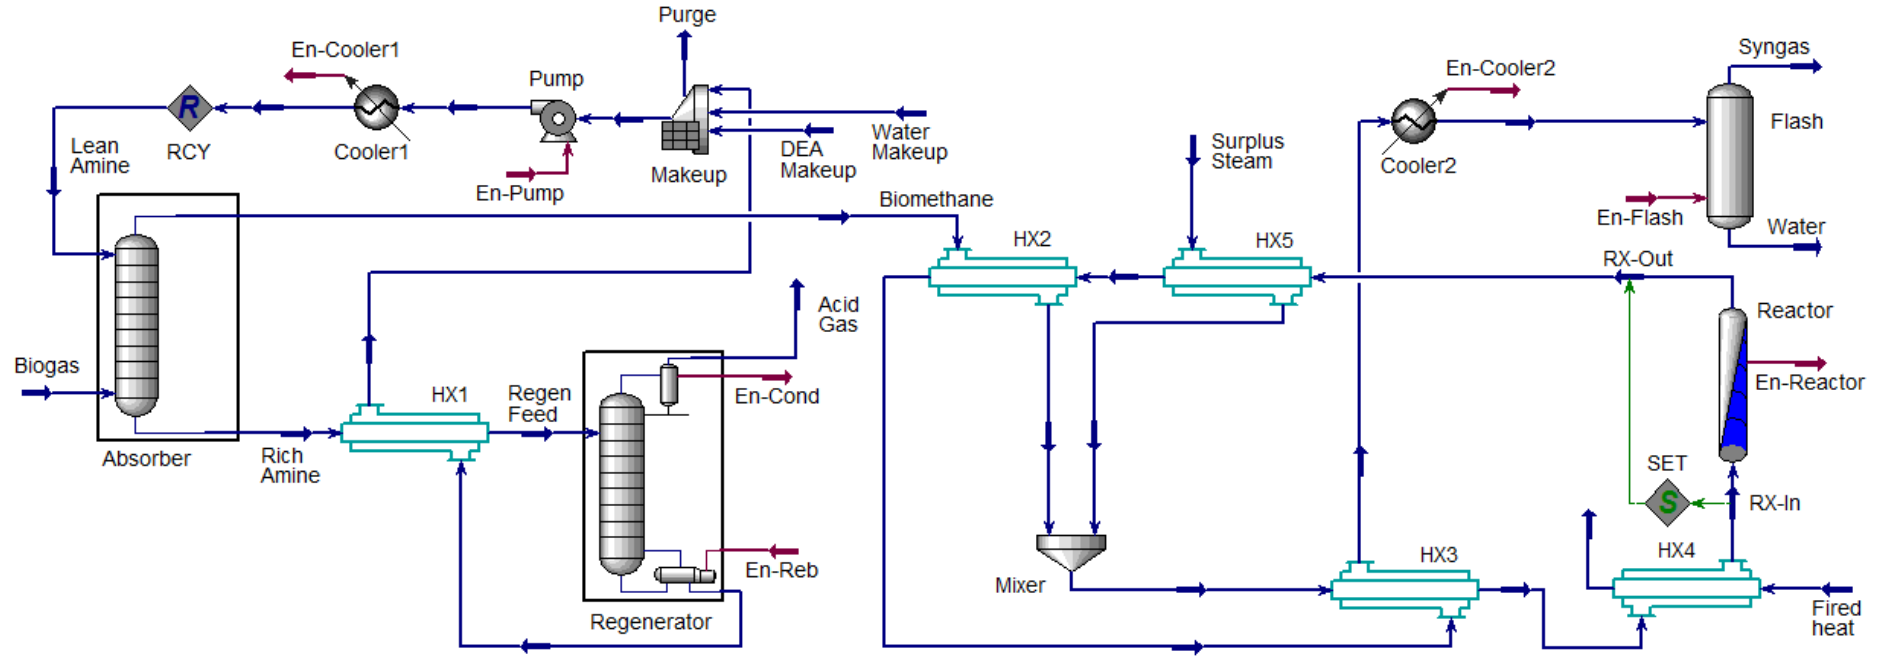 Purge
En-Cooler1
Pump
Syngas
En-Cooler2
R
RCY
Cooler1
Lean
Amine
En-Pump
Makeup
DEA
Makeup
Water
Makeup
Surplus
Steam
Cooler2
Flash
En-Flash
Water
Biomethane
HX2
HX5
RX-Out
Reactor
En-Reactor
Acid
Gas
Biogas
HX1
Regen
Feed
En-Cond
Absorber
Rich
Amine
SET
S
RX-In
HX3
HX4
En-Reb
Mixer
Regenerator
Fired
heat